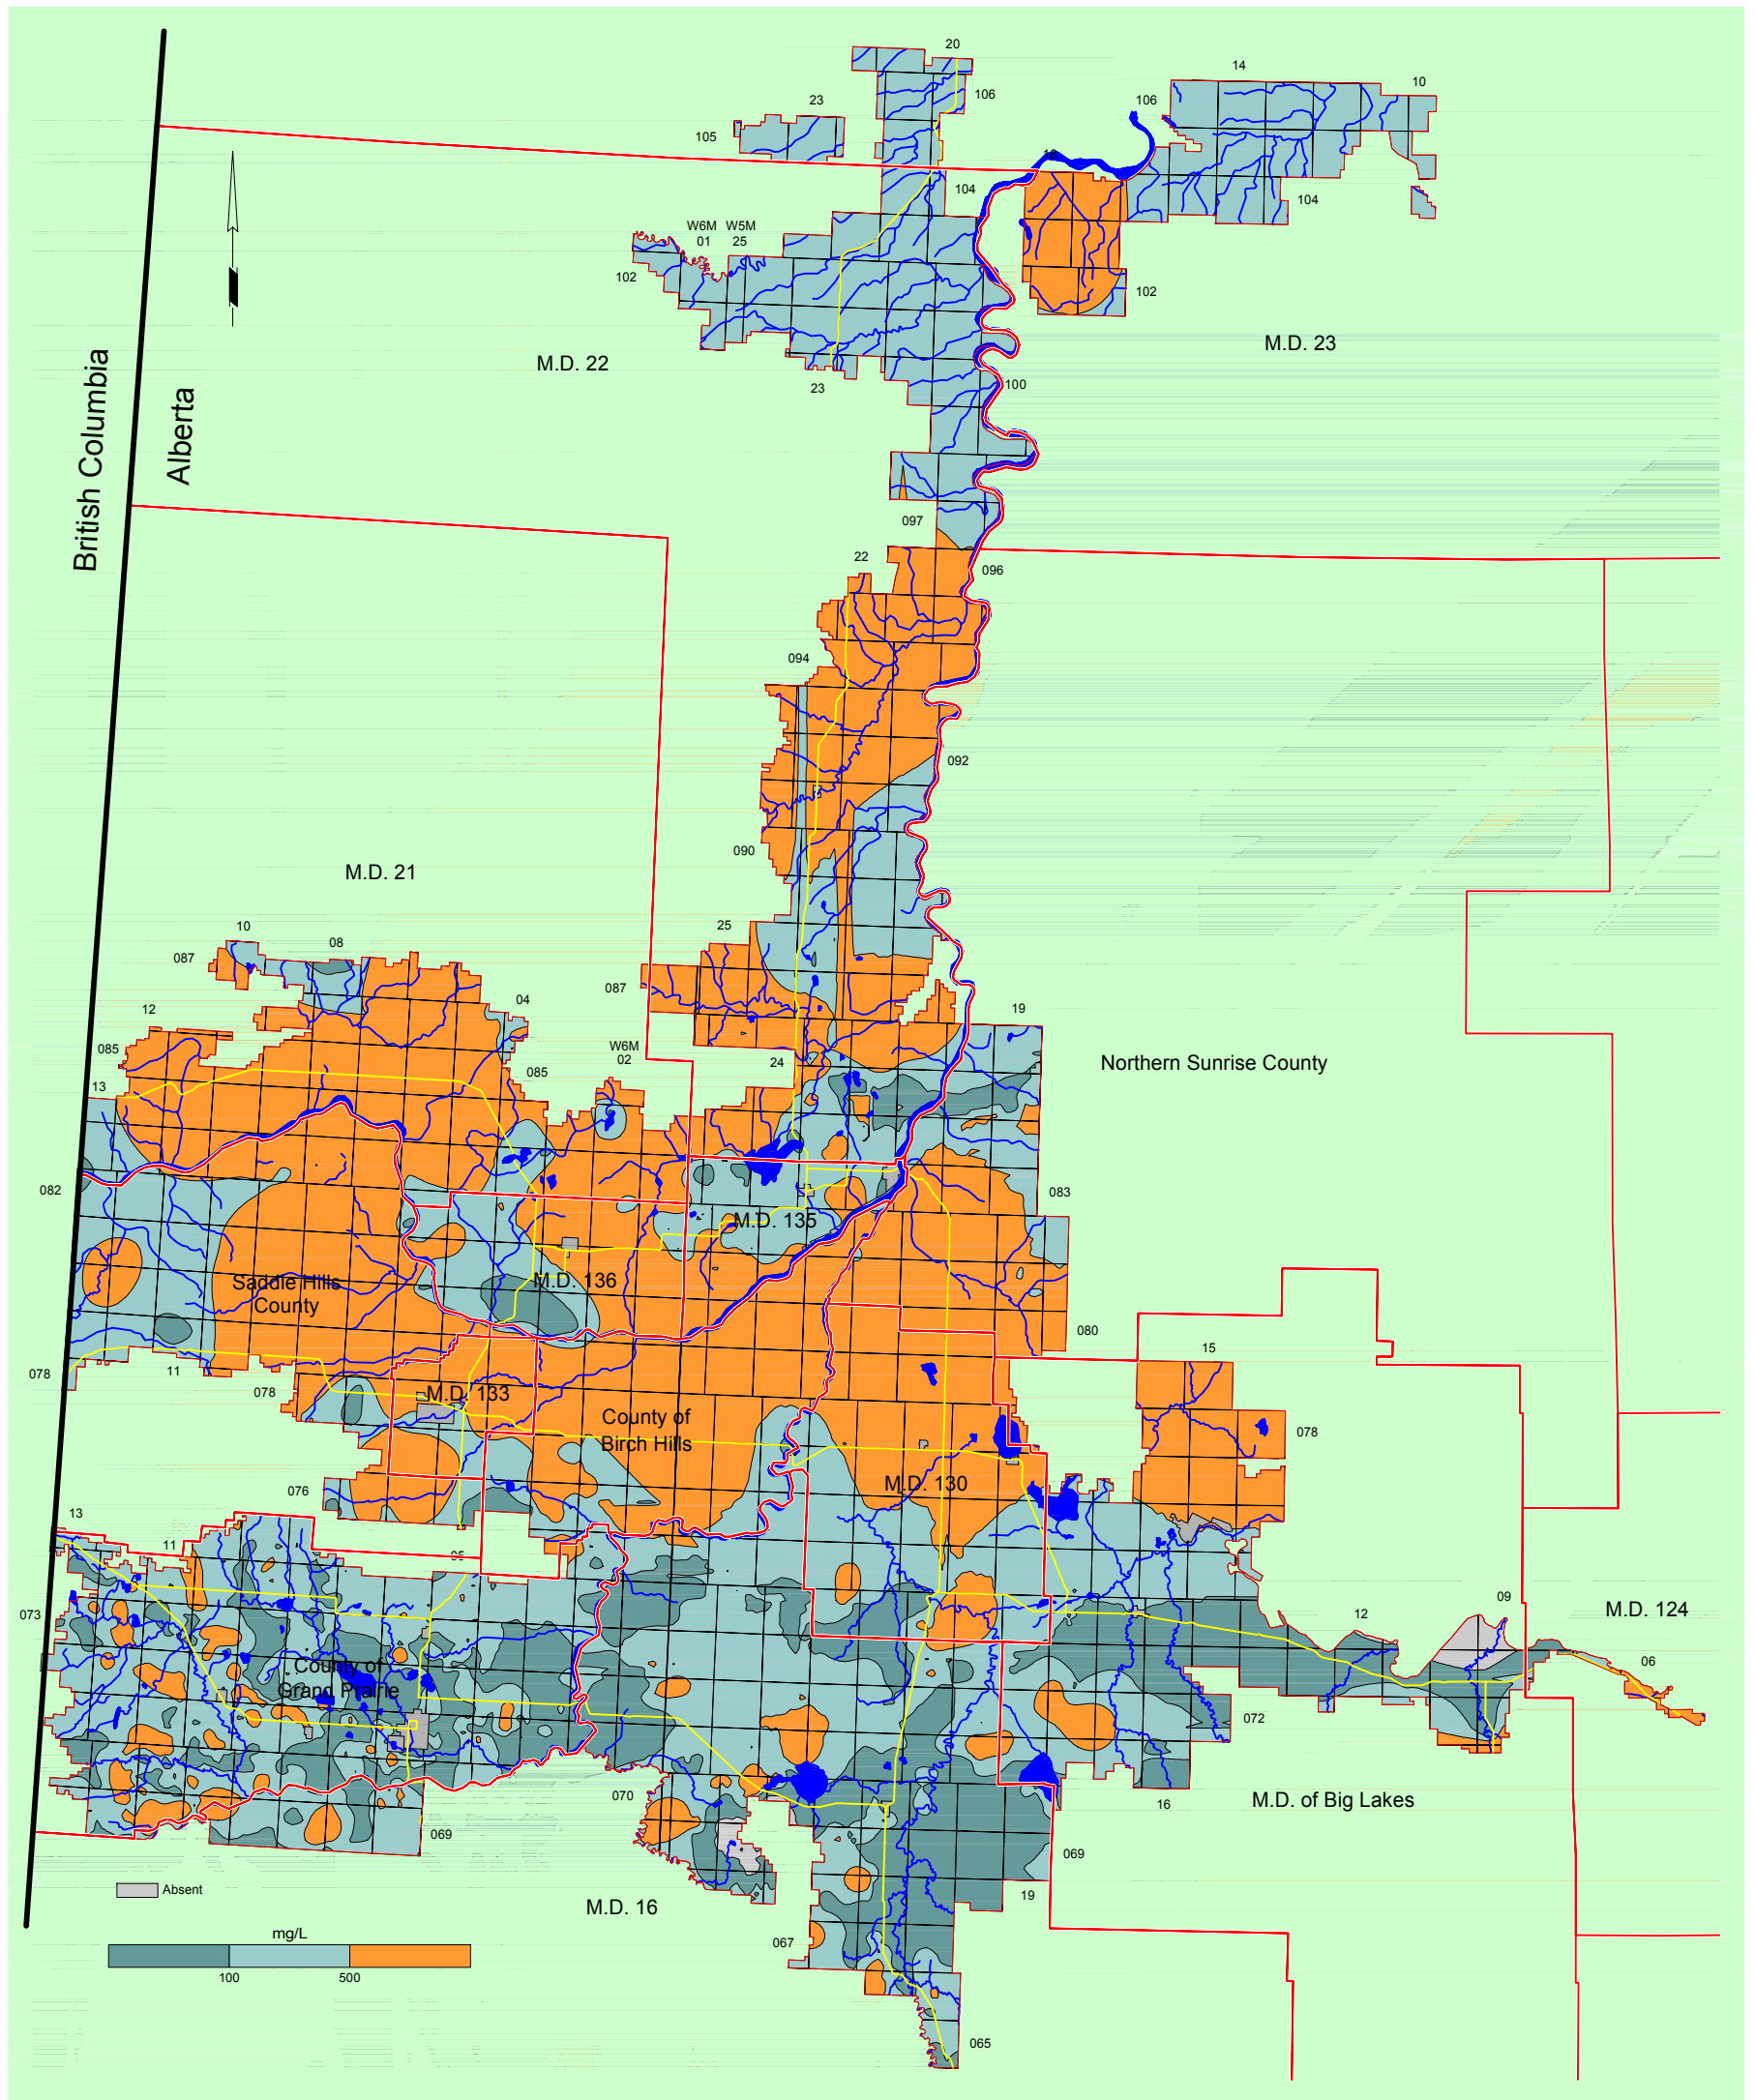 20
14
10
23
106
106
105
18
104
104
W6M W5M
01 25
102
102
M.D. 23
M.D. 22
23
100
British Columbia
Alberta
097
22
096
094
092
090
M.D. 21
10
08
25
087
04
087
12
19
085
W6M
02
24
085
Northern Sunrise County
13
082
083
M.D. 135
Saddle Hills
County
M.D. 136
080
15
078
11
078
M.D. 133
County of
Birch Hills
078
M.D. 130
076
13
11
05
073
09
12
M.D. 124
06
County of
Grand Prairie
072
070
16
M.D. of Big Lakes
069
069
Absent
19
M.D. 16
mg/L
067
100
500
065